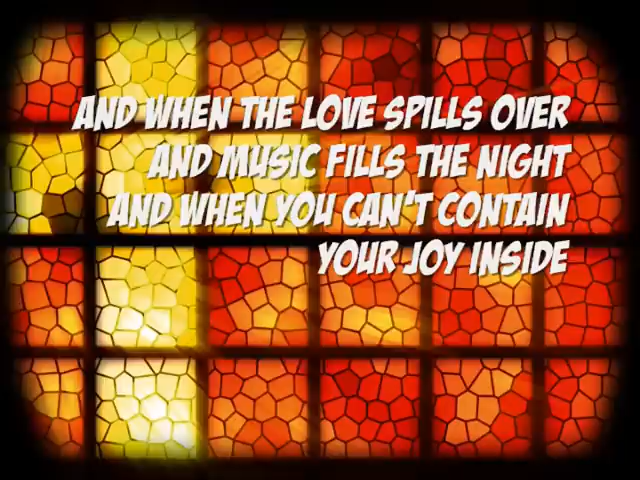 AND WHEN THE LOVE SPILLS OVER
AND MUSIC FILLS THE NIGHT
AND WHEN YOU CAN'T CONTAIN
YOUR JOY INSIDE